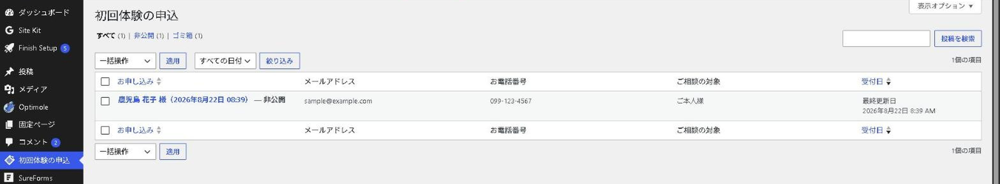 ダッシュボード
Site Kit
Finish Setup 5
投稿
メディア
Optimole
固定ページ
コメント 2
初回体験の申込
SureForms
表示オプション ▼
初回体験の申込
すべて (1) | 非公開 (1) | ゴミ箱 (1)
投稿を検索
一括操作 適用 すべての日付 絞り込み
1個の項目
お申し込み メールアドレス お電話番号 ご相談の対象 受付日
鹿児島 花子 様（2026年8月22日 08:39） — 非公開 sample@example.com 099-123-4567 ご本人様 最終更新日
2026年8月22日 8:39 AM
お申し込み メールアドレス お電話番号 ご相談の対象 受付日
一括操作 適用
1個の項目